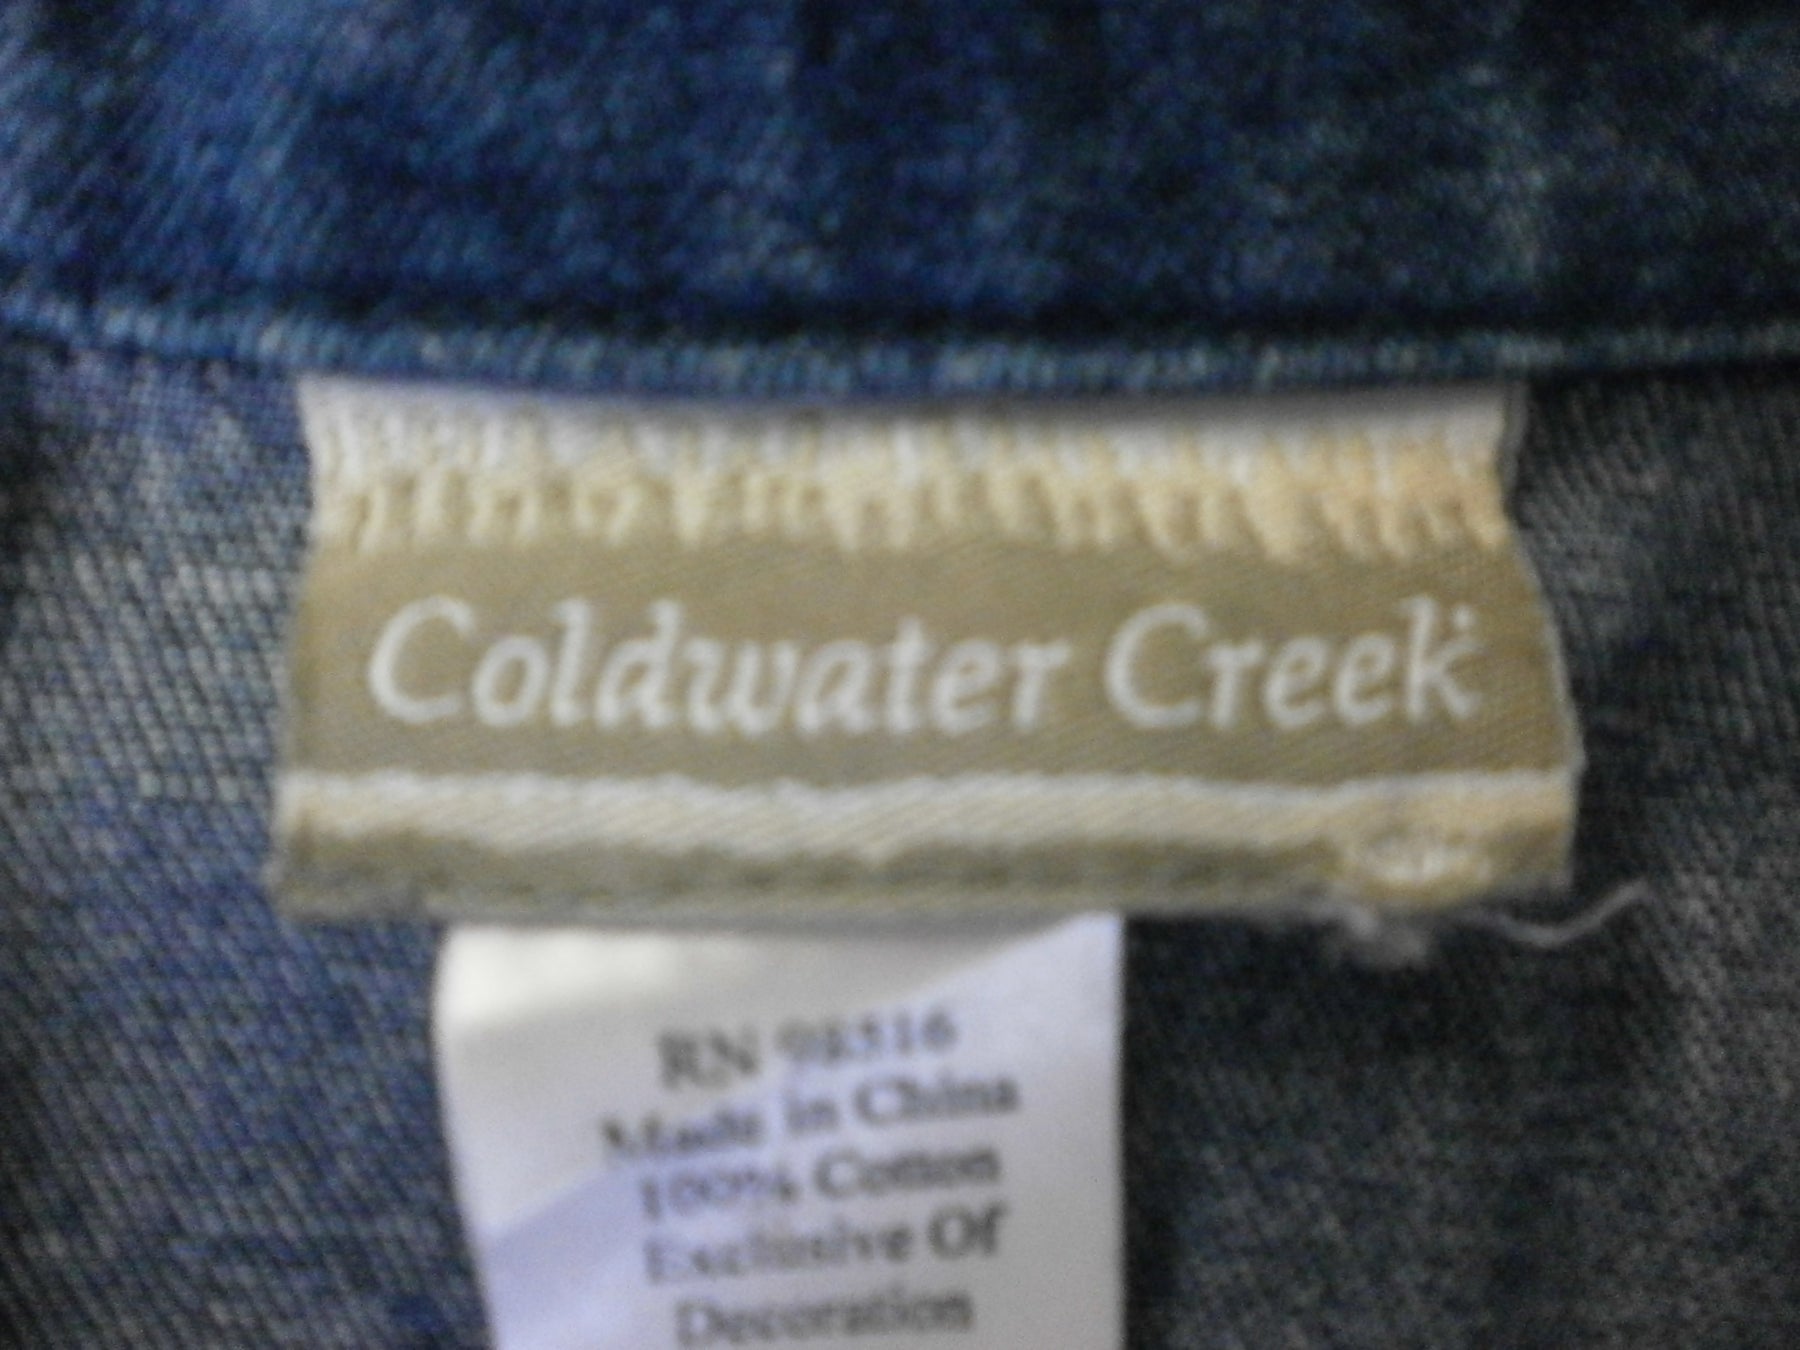 Coldwater Creek
RN 98516
Made in China
100% Cotton
Exclusive Of
Decoration